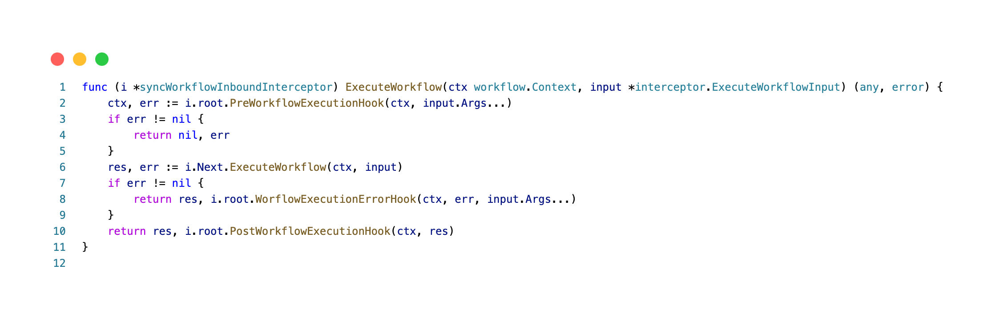 1 func (i *syncWorkflowInboundInterceptor) ExecuteWorkflow(ctx workflow.Context, input *interceptor.ExecuteWorkflowInput) (any, error) {
2     ctx, err := i.root.PreWorkflowExecutionHook(ctx, input.Args...)
3     if err != nil {
4         return nil, err
5     }
6     res, err := i.Next.ExecuteWorkflow(ctx, input)
7     if err != nil {
8         return res, i.root.WorflowExecutionErrorHook(ctx, err, input.Args...)
9     }
10     return res, i.root.PostWorkflowExecutionHook(ctx, res)
11 }
12